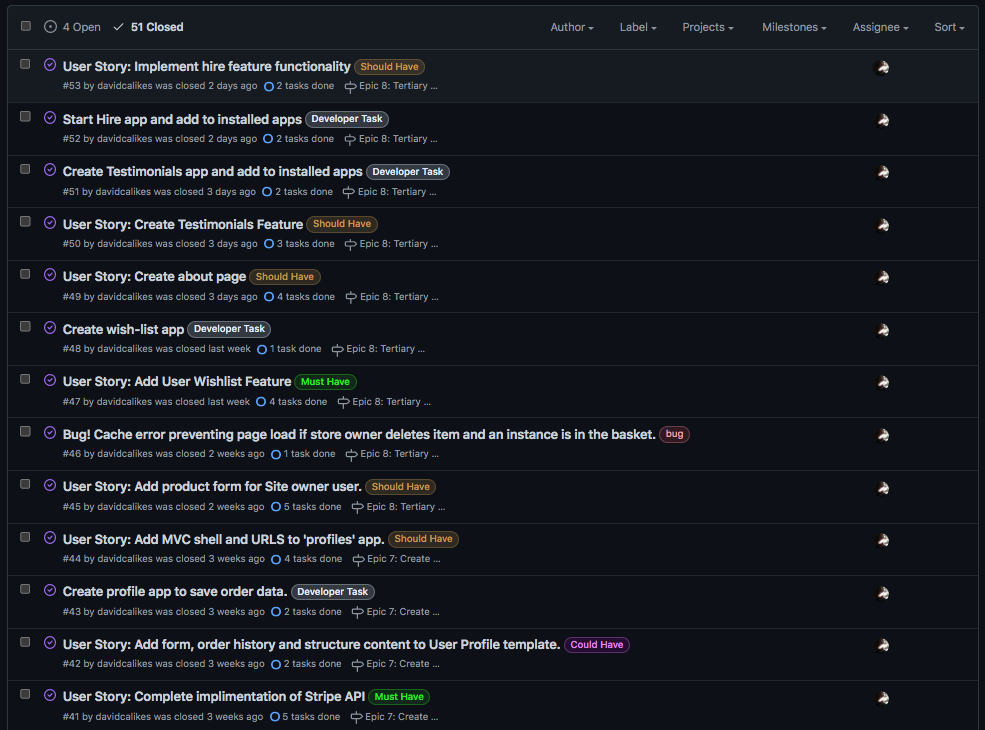 4 Open 51 Closed Author Label Projects Milestones Assignee Sort
User Story: Implement hire feature functionality Should Have
#53 by davidcalikes was closed 2 days ago 2 tasks done Epic 8: Tertiary ...
Start Hire app and add to installed apps Developer Task
#52 by davidcalikes was closed 2 days ago 2 tasks done Epic 8: Tertiary ...
Create Testimonials app and add to installed apps Developer Task
#51 by davidcalikes was closed 3 days ago 2 tasks done Epic 8: Tertiary ...
User Story: Create Testimonials Feature Should Have
#50 by davidcalikes was closed 3 days ago 3 tasks done Epic 8: Tertiary ...
User Story: Create about page Should Have
#49 by davidcalikes was closed 3 days ago 4 tasks done Epic 8: Tertiary ...
Create wish-list app Developer Task
#48 by davidcalikes was closed last week 1 task done Epic 8: Tertiary ...
User Story: Add User Wishlist Feature Must Have
#47 by davidcalikes was closed last week 4 tasks done Epic 8: Tertiary ...
Bug! Cache error preventing page load if store owner deletes item and an instance is in the basket. bug
#46 by davidcalikes was closed 2 weeks ago 1 task done Epic 8: Tertiary ...
User Story: Add product form for Site owner user. Should Have
#45 by davidcalikes was closed 2 weeks ago 5 tasks done Epic 8: Tertiary ...
User Story: Add MVC shell and URLS to 'profiles' app. Should Have
#44 by davidcalikes was closed 3 weeks ago 4 tasks done Epic 7: Create ...
Create profile app to save order data. Developer Task
#43 by davidcalikes was closed 3 weeks ago 2 tasks done Epic 7: Create ...
User Story: Add form, order history and structure content to User Profile template. Could Have
#42 by davidcalikes was closed 3 weeks ago 2 tasks done Epic 7: Create ...
User Story: Complete implimentation of Stripe API Must Have
#41 by davidcalikes was closed 3 weeks ago 5 tasks done Epic 7: Create ...